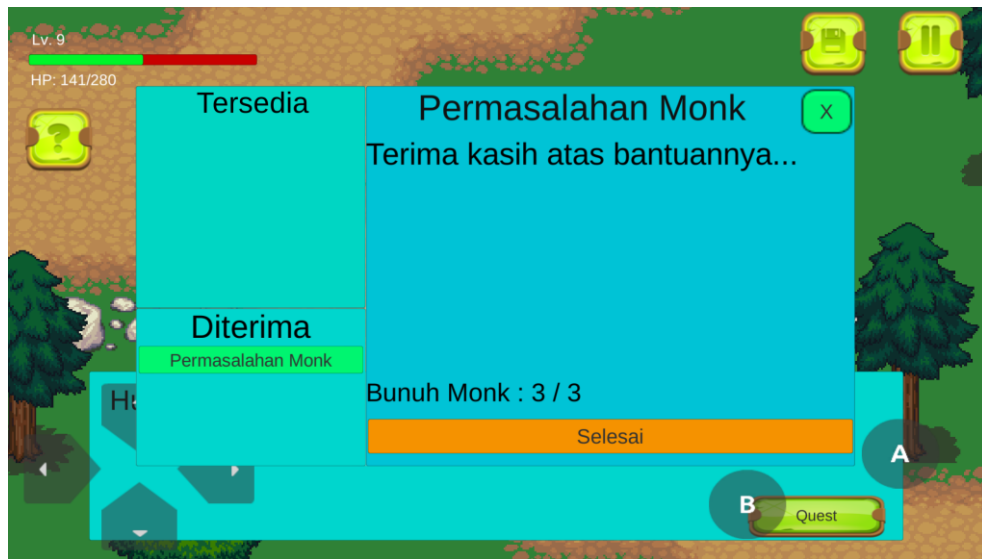 Lv. 9
HP: 141/280
?
Tersedia
Permasalahan Monk
X
Terima kasih atas bantuannya...
Diterima
Permasalahan Monk
Bunuh Monk : 3 / 3
Selesai
A
B
Quest